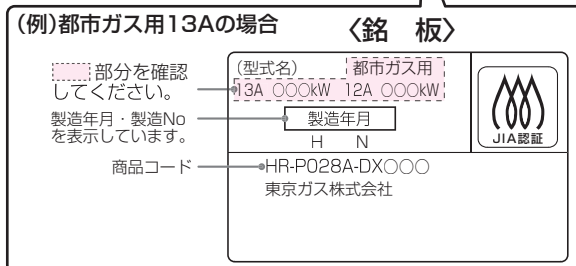 (例)都市ガス用13Aの場合
〈銘　板〉
部分を確認
してください。
製造年月・製造No
を表示しています。
商品コード
(型式名)
都市ガス用
13A ○○○kW 12A ○○○kW
製造年月
H　N
HR-P028A-DX○○○
東京ガス株式会社
JIA認証